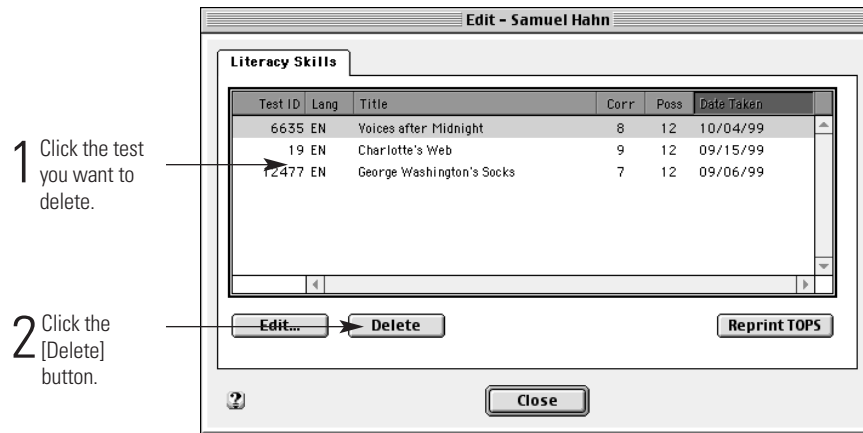 Edit - Samuel Hahn
Literacy Skills
Test ID Lang Title Corr Poss Date Taken
6635 EN Voices after Midnight 8 12 10/04/99
19 EN Charlotte's Web 9 12 09/15/99
12477 EN George Washington's Socks 7 12 09/06/99
1 Click the test
you want to
delete.
2 Click the
[Delete]
button.
Edit... Delete Reprint TOPS
? Close